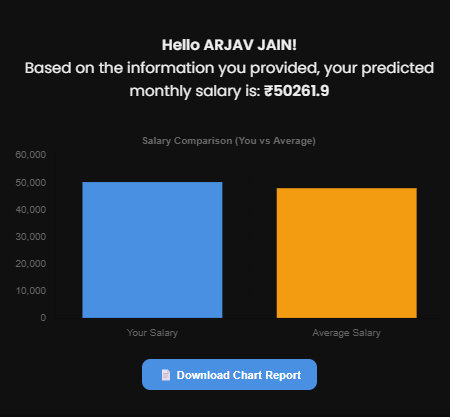 Hello ARJAV JAIN!
Based on the information you provided, your predicted
monthly salary is: ₹50261.9
Salary Comparison (You vs Average)
60,000
50,000
40,000
30,000
20,000
10,000
0
Your Salary
Average Salary
Download Chart Report